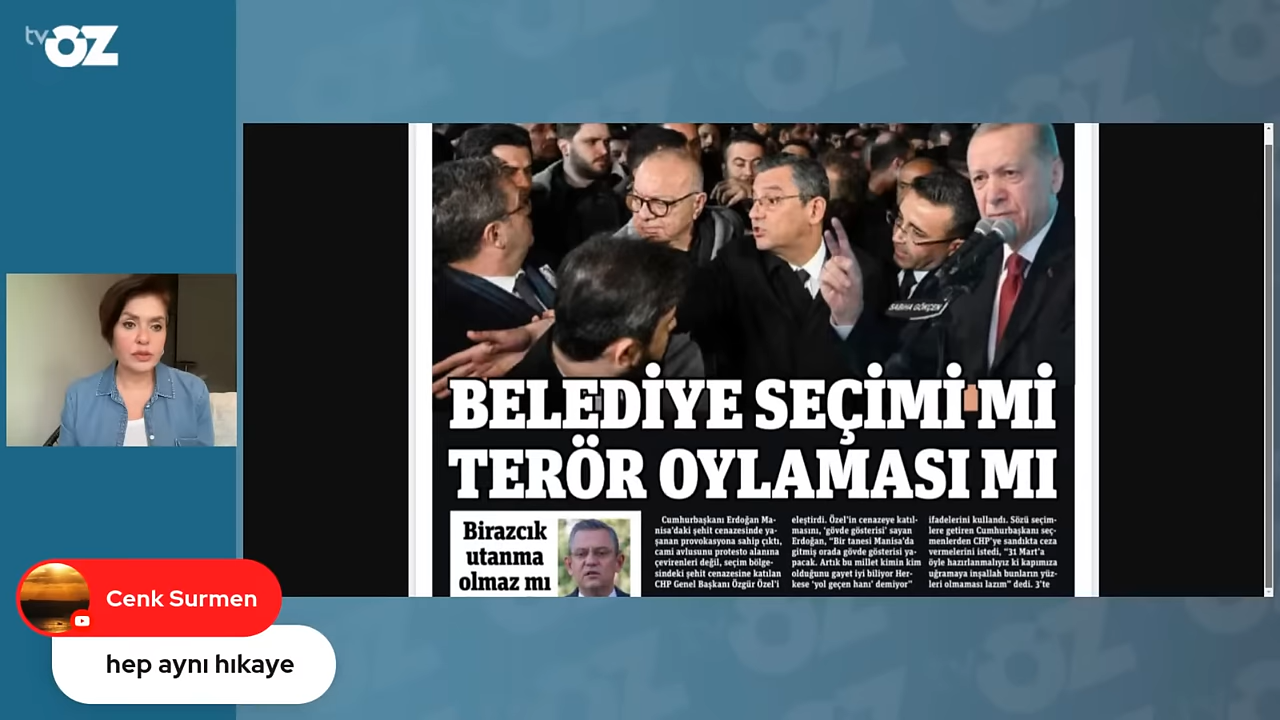 tv ÖZ
SABİHA GÖKÇEN
BELEDİYE SEÇİMİ Mİ
TERÖR OYLAMASI MI
Birazcık
utanma
olmaz mı
Cumhurbaşkanı Erdoğan Ma-
nisa'daki şehit cenazesinde ya-
şanan provokasyona sahip çıktı,
cami avlusunu protesto alanına
çevirenleri değil, seçim bölge-
sindeki şehit cenazesine katılan
CHP Genel Başkanı Özgür Özel'i
eleştirdi. Özel'in cenazeye katıl-
masını, 'gövde gösterisi' sayan
Erdoğan, "Bir tanesi Manisa'da
gitmiş orada gövde gösterisi ya-
pacak. Artık bu millet kimin kim
olduğunu gayet iyi biliyor Her-
kese 'yol geçen hanı' demiyor"
ifadelerini kullandı. Sözü seçim-
lere getiren Cumhurbaşkanı seç-
menlerden CHP'ye sandıkta ceza
vermelerini istedi, "31 Mart'a
öyle hazırlanmalıyız ki kapımıza
uğramaya inşallah bunların yüz-
leri olmaması lazım" dedi. 3'te
Cenk Surmen
hep aynı hıkaye